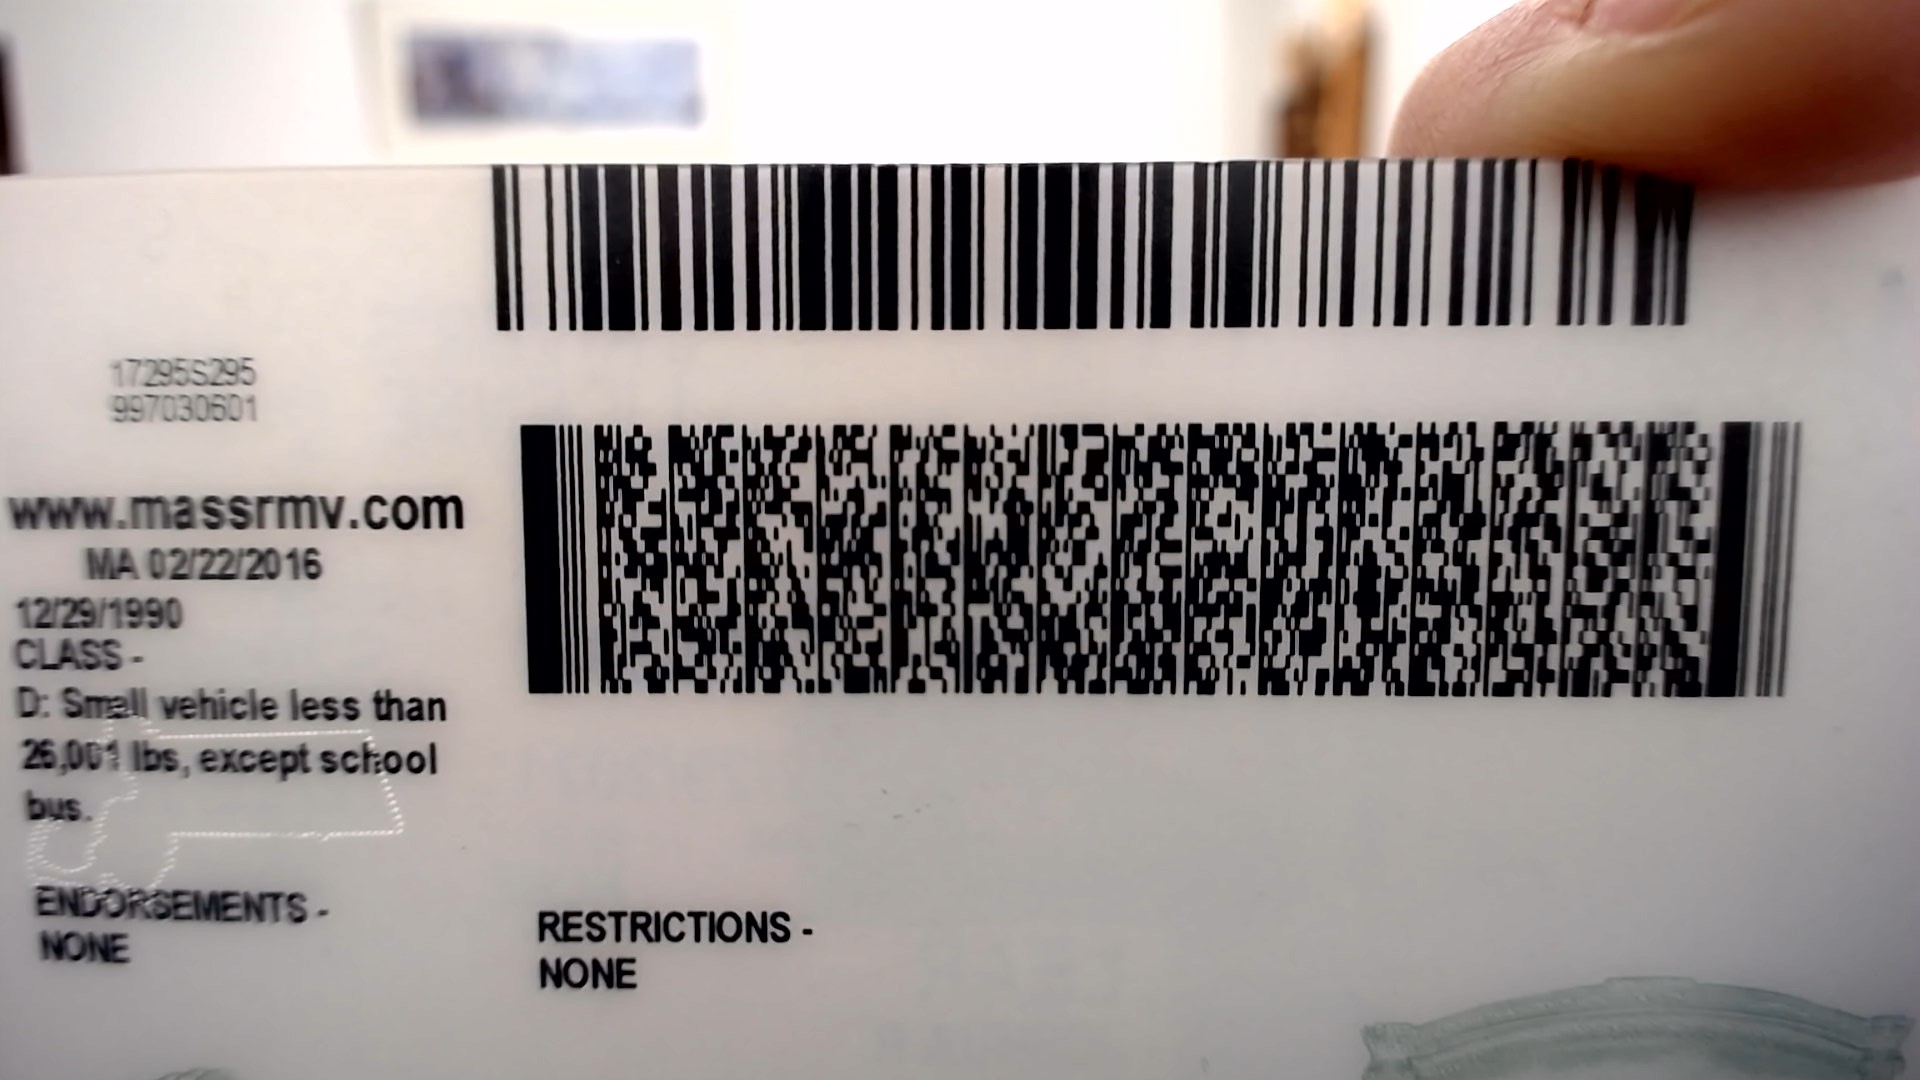 17295S295
997030601
www.massrmv.com
MA 02/22/2016
12/29/1990
CLASS -
D: Small vehicle less than
26,001 lbs, except school
bus.
ENDORSEMENTS -
NONE
RESTRICTIONS -
NONE